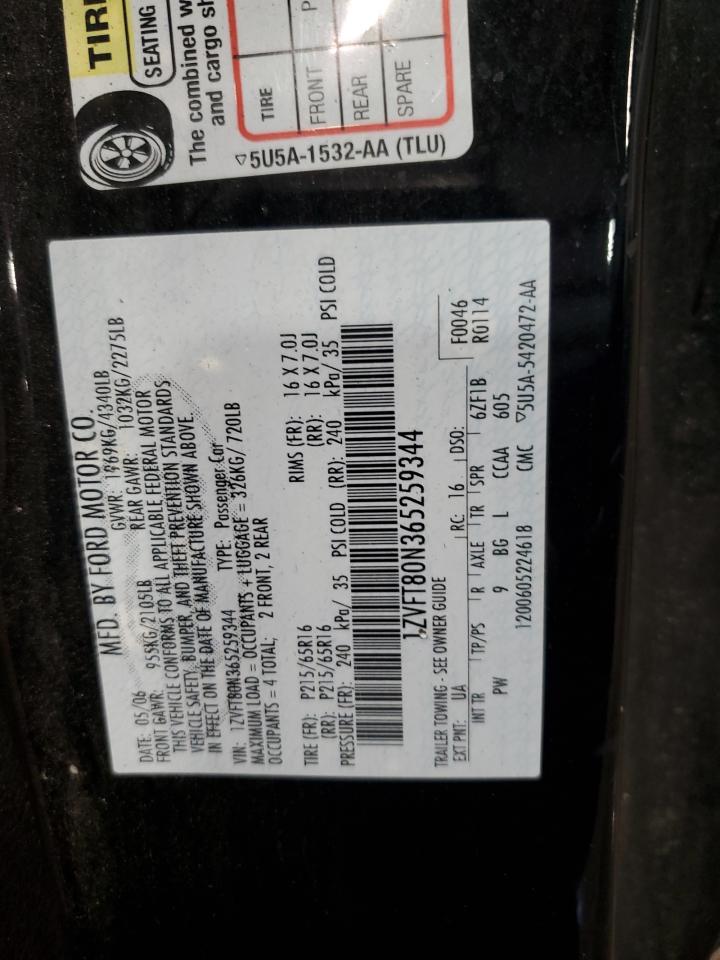 TIRE
SEATING
The combined w
and cargo sh
TIRE
FRONT P
REAR
SPARE
▽5U5A-1532-AA (TLU)
MFD. BY FORD MOTOR CO.
DATE: 05/06 GVWR: 1969KG/4340LB
FRONT GAWR: 955KG/2105LB REAR GAWR: 1032KG/2275LB
THIS VEHICLE CONFORMS TO ALL APPLICABLE FEDERAL MOTOR
VEHICLE SAFETY, BUMPER, AND THEFT PREVENTION STANDARDS
IN EFFECT ON THE DATE OF MANUFACTURE SHOWN ABOVE.
VIN: 1ZVFT80N365259344 TYPE: Passenger Car
MAXIMUM LOAD = OCCUPANTS + LUGGAGE = 326KG/ 720LB
OCCUPANTS = 4 TOTAL; 2 FRONT, 2 REAR
TIRE (FR): P215/65R16 RIMS (FR): 16 X 7.0J
(RR): P215/65R16 (RR): 16 X 7.0J
PRESSURE (FR): 240 kPa/ 35 PSI COLD (RR): 240 kPa/ 35 PSI COLD
1ZVFT80N365259344
TRAILER TOWING - SEE OWNER GUIDE
EXT PNT: UA RC: 16 DSO: F0046
R0114
INT TR TP/PS R AXLE TR SPR 6ZF1B
PW 9 BG L CCAA 605
1200605224618 CMC ▽5U5A-5420472-AA